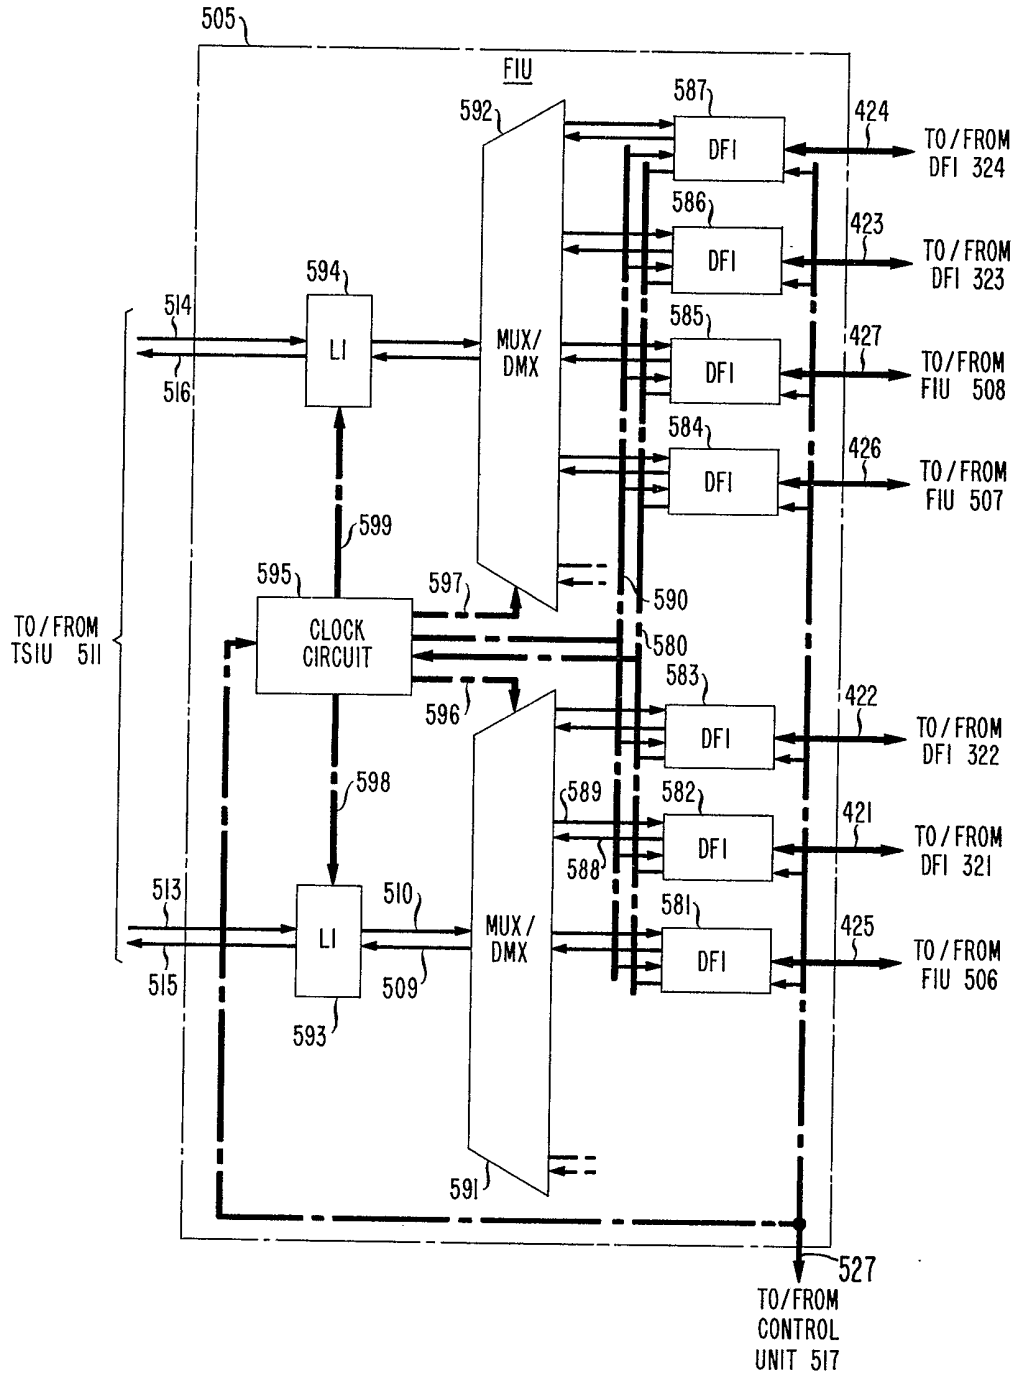 505
FIU
587
592
424
DFI
TO/FROM
DFI 324
586
423
DFI
TO/FROM
DFI 323
594
514
585
427
LI
MUX/
DMX
DFI
TO/FROM
FIU 508
516
584
426
DFI
TO/FROM
FIU 507
599
595
597
590
TO/FROM
TSIU 511
CLOCK
CIRCUIT
580
583
596
422
DFI
TO/FROM
DFI 322
598
589
582
421
DFI
TO/FROM
DFI 321
588
513
510
581
425
LI
MUX/
DMX
DFI
TO/FROM
FIU 506
515
509
593
591
527
TO/FROM
CONTROL
UNIT 517